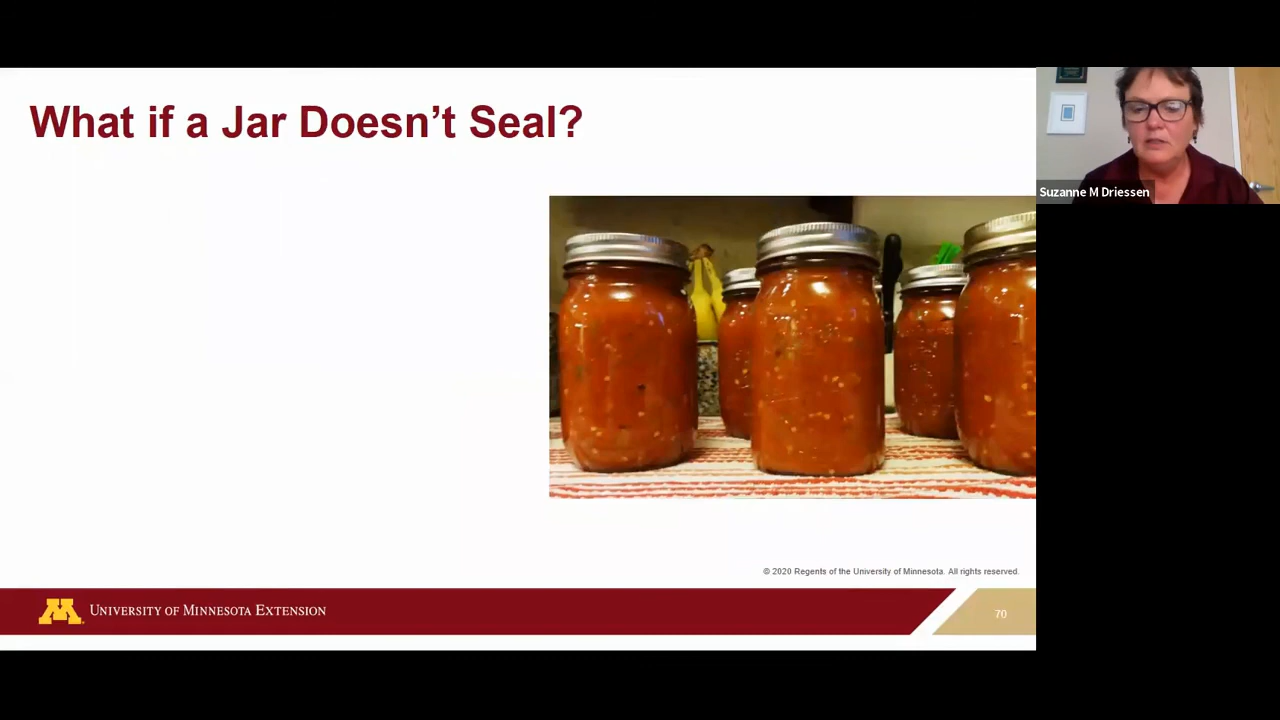 What if a Jar Doesn’t Seal?
Suzanne M Driessen
© 2020 Regents of the University of Minnesota. All rights reserved.
M
UNIVERSITY OF MINNESOTA EXTENSION
70